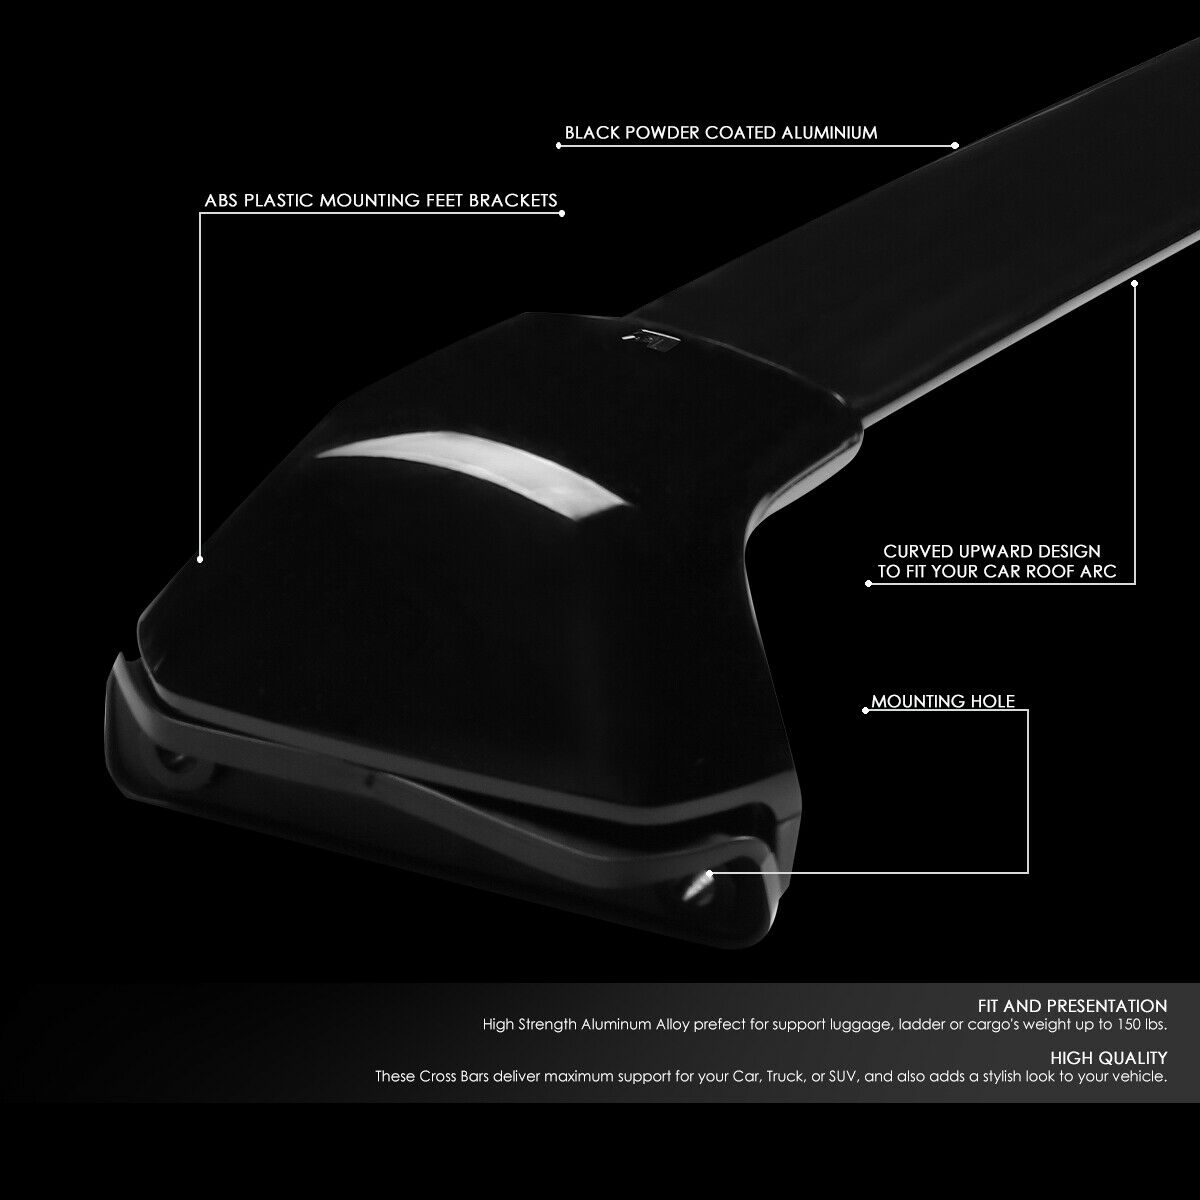 BLACK POWDER COATED ALUMINIUM
ABS PLASTIC MOUNTING FEET BRACKETS
CURVED UPWARD DESIGN
TO FIT YOUR CAR ROOF ARC
MOUNTING HOLE
FIT AND PRESENTATION
High Strength Aluminum Alloy prefect for support luggage, ladder or cargo's weight up to 150 lbs.
HIGH QUALITY
These Cross Bars deliver maximum support for your Car, Truck, or SUV, and also adds a stylish look to your vehicle.